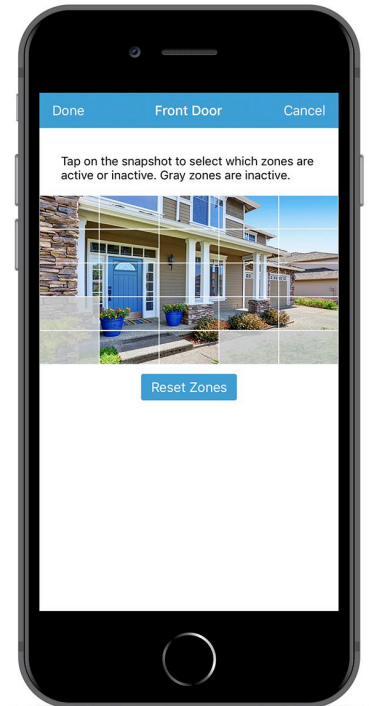 Done Front Door Cancel
Tap on the snapshot to select which zones are
active or inactive. Gray zones are inactive.
Reset Zones